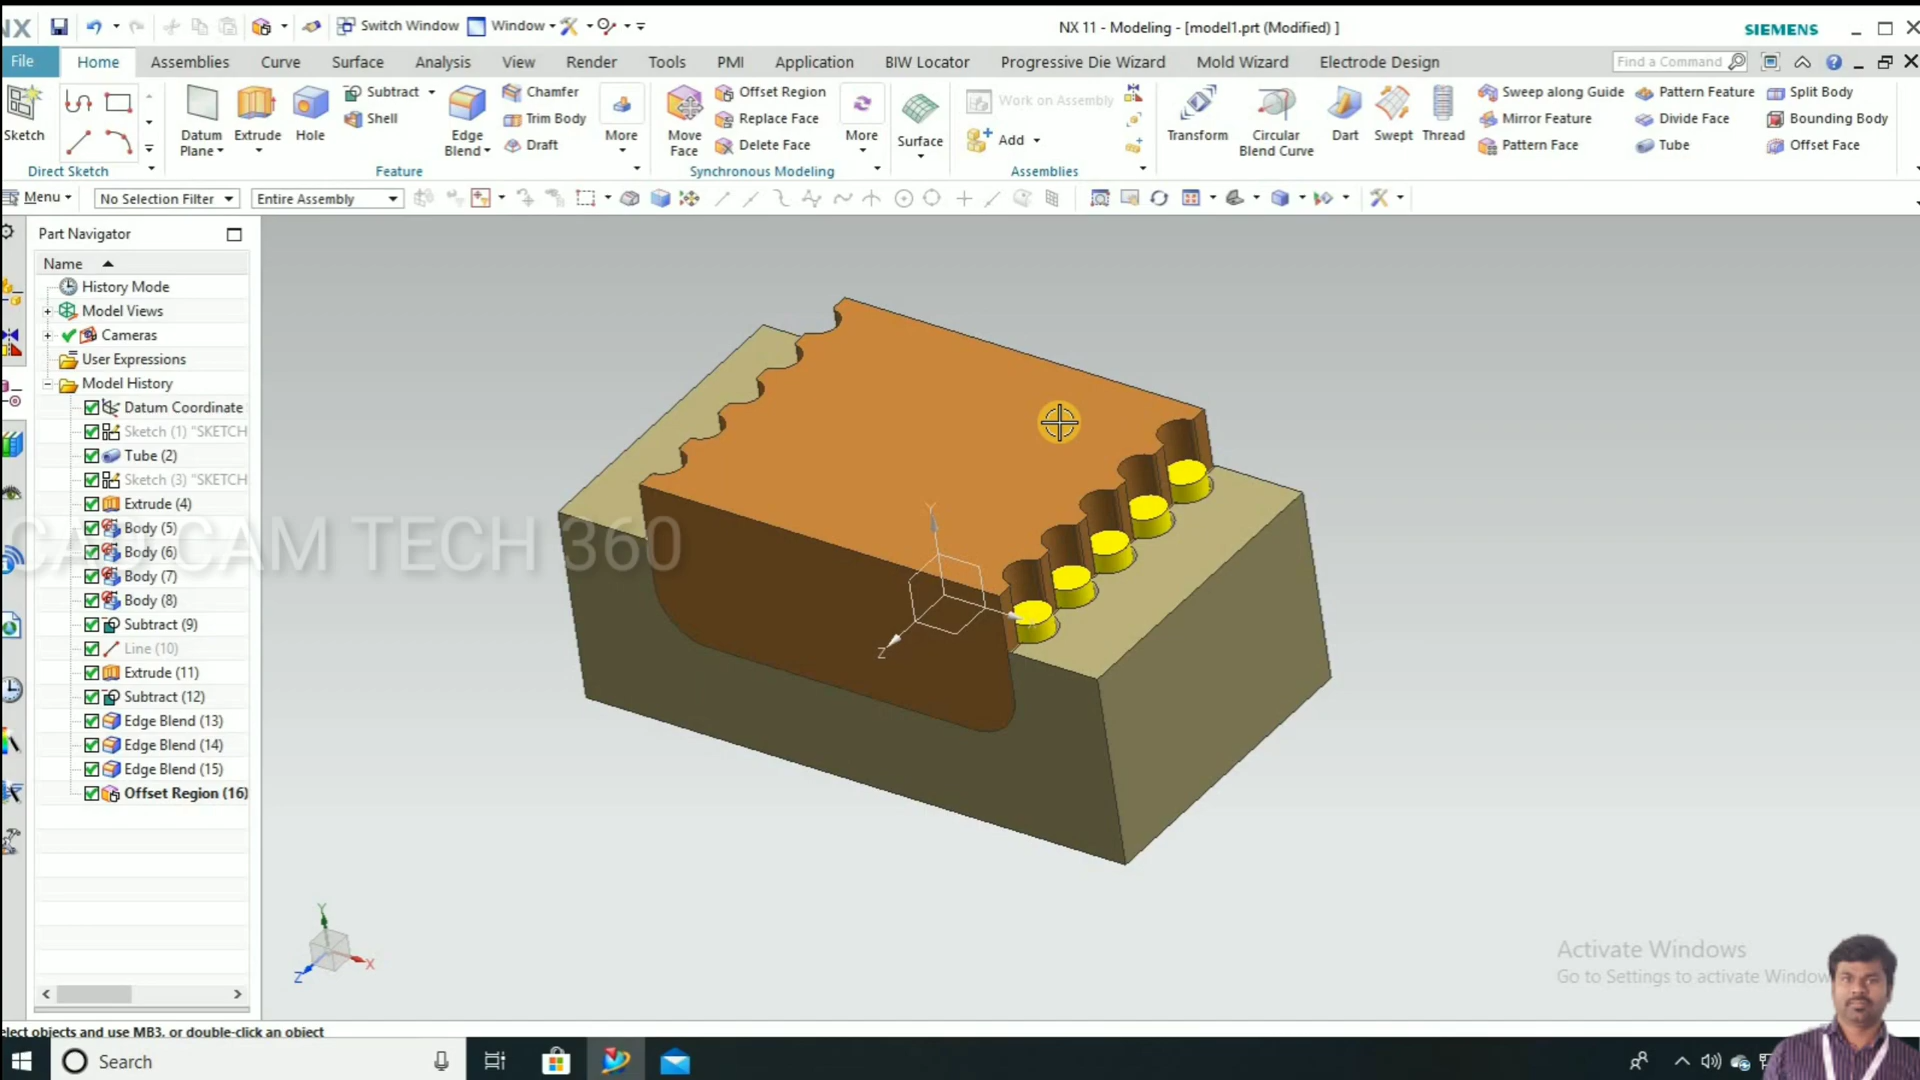 NX
Switch Window
Window
NX 11 - Modeling - [model1.prt (Modified) ]
SIEMENS
File
Home
Assemblies
Curve
Surface
Analysis
View
Render
Tools
PMI
Application
BIW Locator
Progressive Die Wizard
Mold Wizard
Electrode Design
Find a Command
Sketch
Direct Sketch
Datum
Plane
Extrude
Hole
Subtract
Shell
Edge
Blend
Chamfer
Trim Body
Draft
More
Feature
Move
Face
Offset Region
Replace Face
Delete Face
More
Synchronous Modeling
Surface
Work on Assembly
Add
Assemblies
Transform
Circular
Blend Curve
Dart
Swept
Thread
Sweep along Guide
Mirror Feature
Pattern Face
Pattern Feature
Divide Face
Tube
Split Body
Bounding Body
Offset Face
Menu
No Selection Filter
Entire Assembly
Part Navigator
Name
History Mode
Model Views
Cameras
User Expressions
Model History
Datum Coordinate
Sketch (1) "SKETCH
Tube (2)
Sketch (3) "SKETCH
Extrude (4)
Body (5)
Body (6)
Body (7)
Body (8)
Subtract (9)
Line (10)
Extrude (11)
Subtract (12)
Edge Blend (13)
Edge Blend (14)
Edge Blend (15)
Offset Region (16)
CAD CAM TECH 360
Y
Z
Y
X
Z
Activate Windows
Go to Settings to activate Window
elect objects and use MB3, or double-click an object
Search